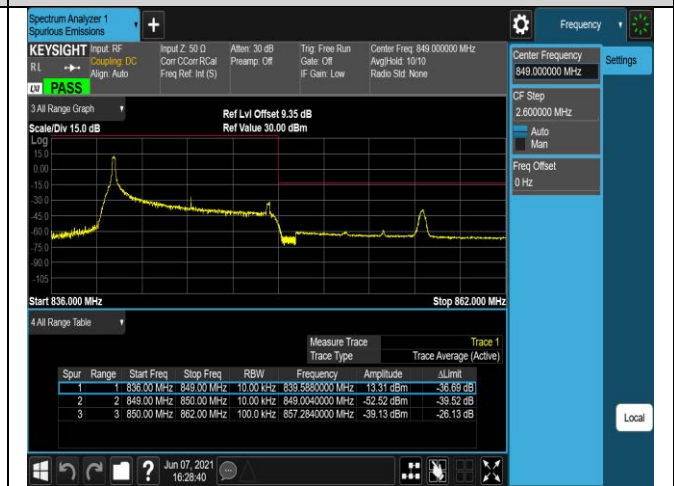 Spectrum Analyzer 1
Spurious Emissions
+
Frequency
KEYSIGHT
RL
LXI
PASS
Input: RF
Coupling: DC
Align: Auto
Input Z: 50 Ω
Corr CCorr RCal
Freq Ref: Int (S)
Atten: 30 dB
Preamp: Off
Trig: Free Run
Gate: Off
IF Gain: Low
Center Freq: 849.000000 MHz
Avg|Hold: 10/10
Radio Std: None
Center Frequency
849.000000 MHz
Settings
CF Step
2.600000 MHz
Auto
Man
Freq Offset
0 Hz
3 All Range Graph
Scale/Div 15.0 dB
Ref Lvl Offset 9.35 dB
Ref Value 30.00 dBm
Log
15.0
0.00
-15.0
-30.0
-45.0
-60.0
-75.0
-90.0
-105
Start 836.000 MHz
Stop 862.000 MHz
4 All Range Table
Measure Trace Trace 1
Trace Type Trace Average (Active)
Spur Range Start Freq Stop Freq RBW Frequency Amplitude ΔLimit
1 1 836.00 MHz 849.00 MHz 10.00 kHz 839.5880000 MHz 13.31 dBm -36.69 dB
2 2 849.00 MHz 850.00 MHz 10.00 kHz 849.0040000 MHz -52.52 dBm -39.52 dB
3 3 850.00 MHz 862.00 MHz 100.0 kHz 857.2840000 MHz -39.13 dBm -26.13 dB
Local
?
Jun 07, 2021
16:28:40